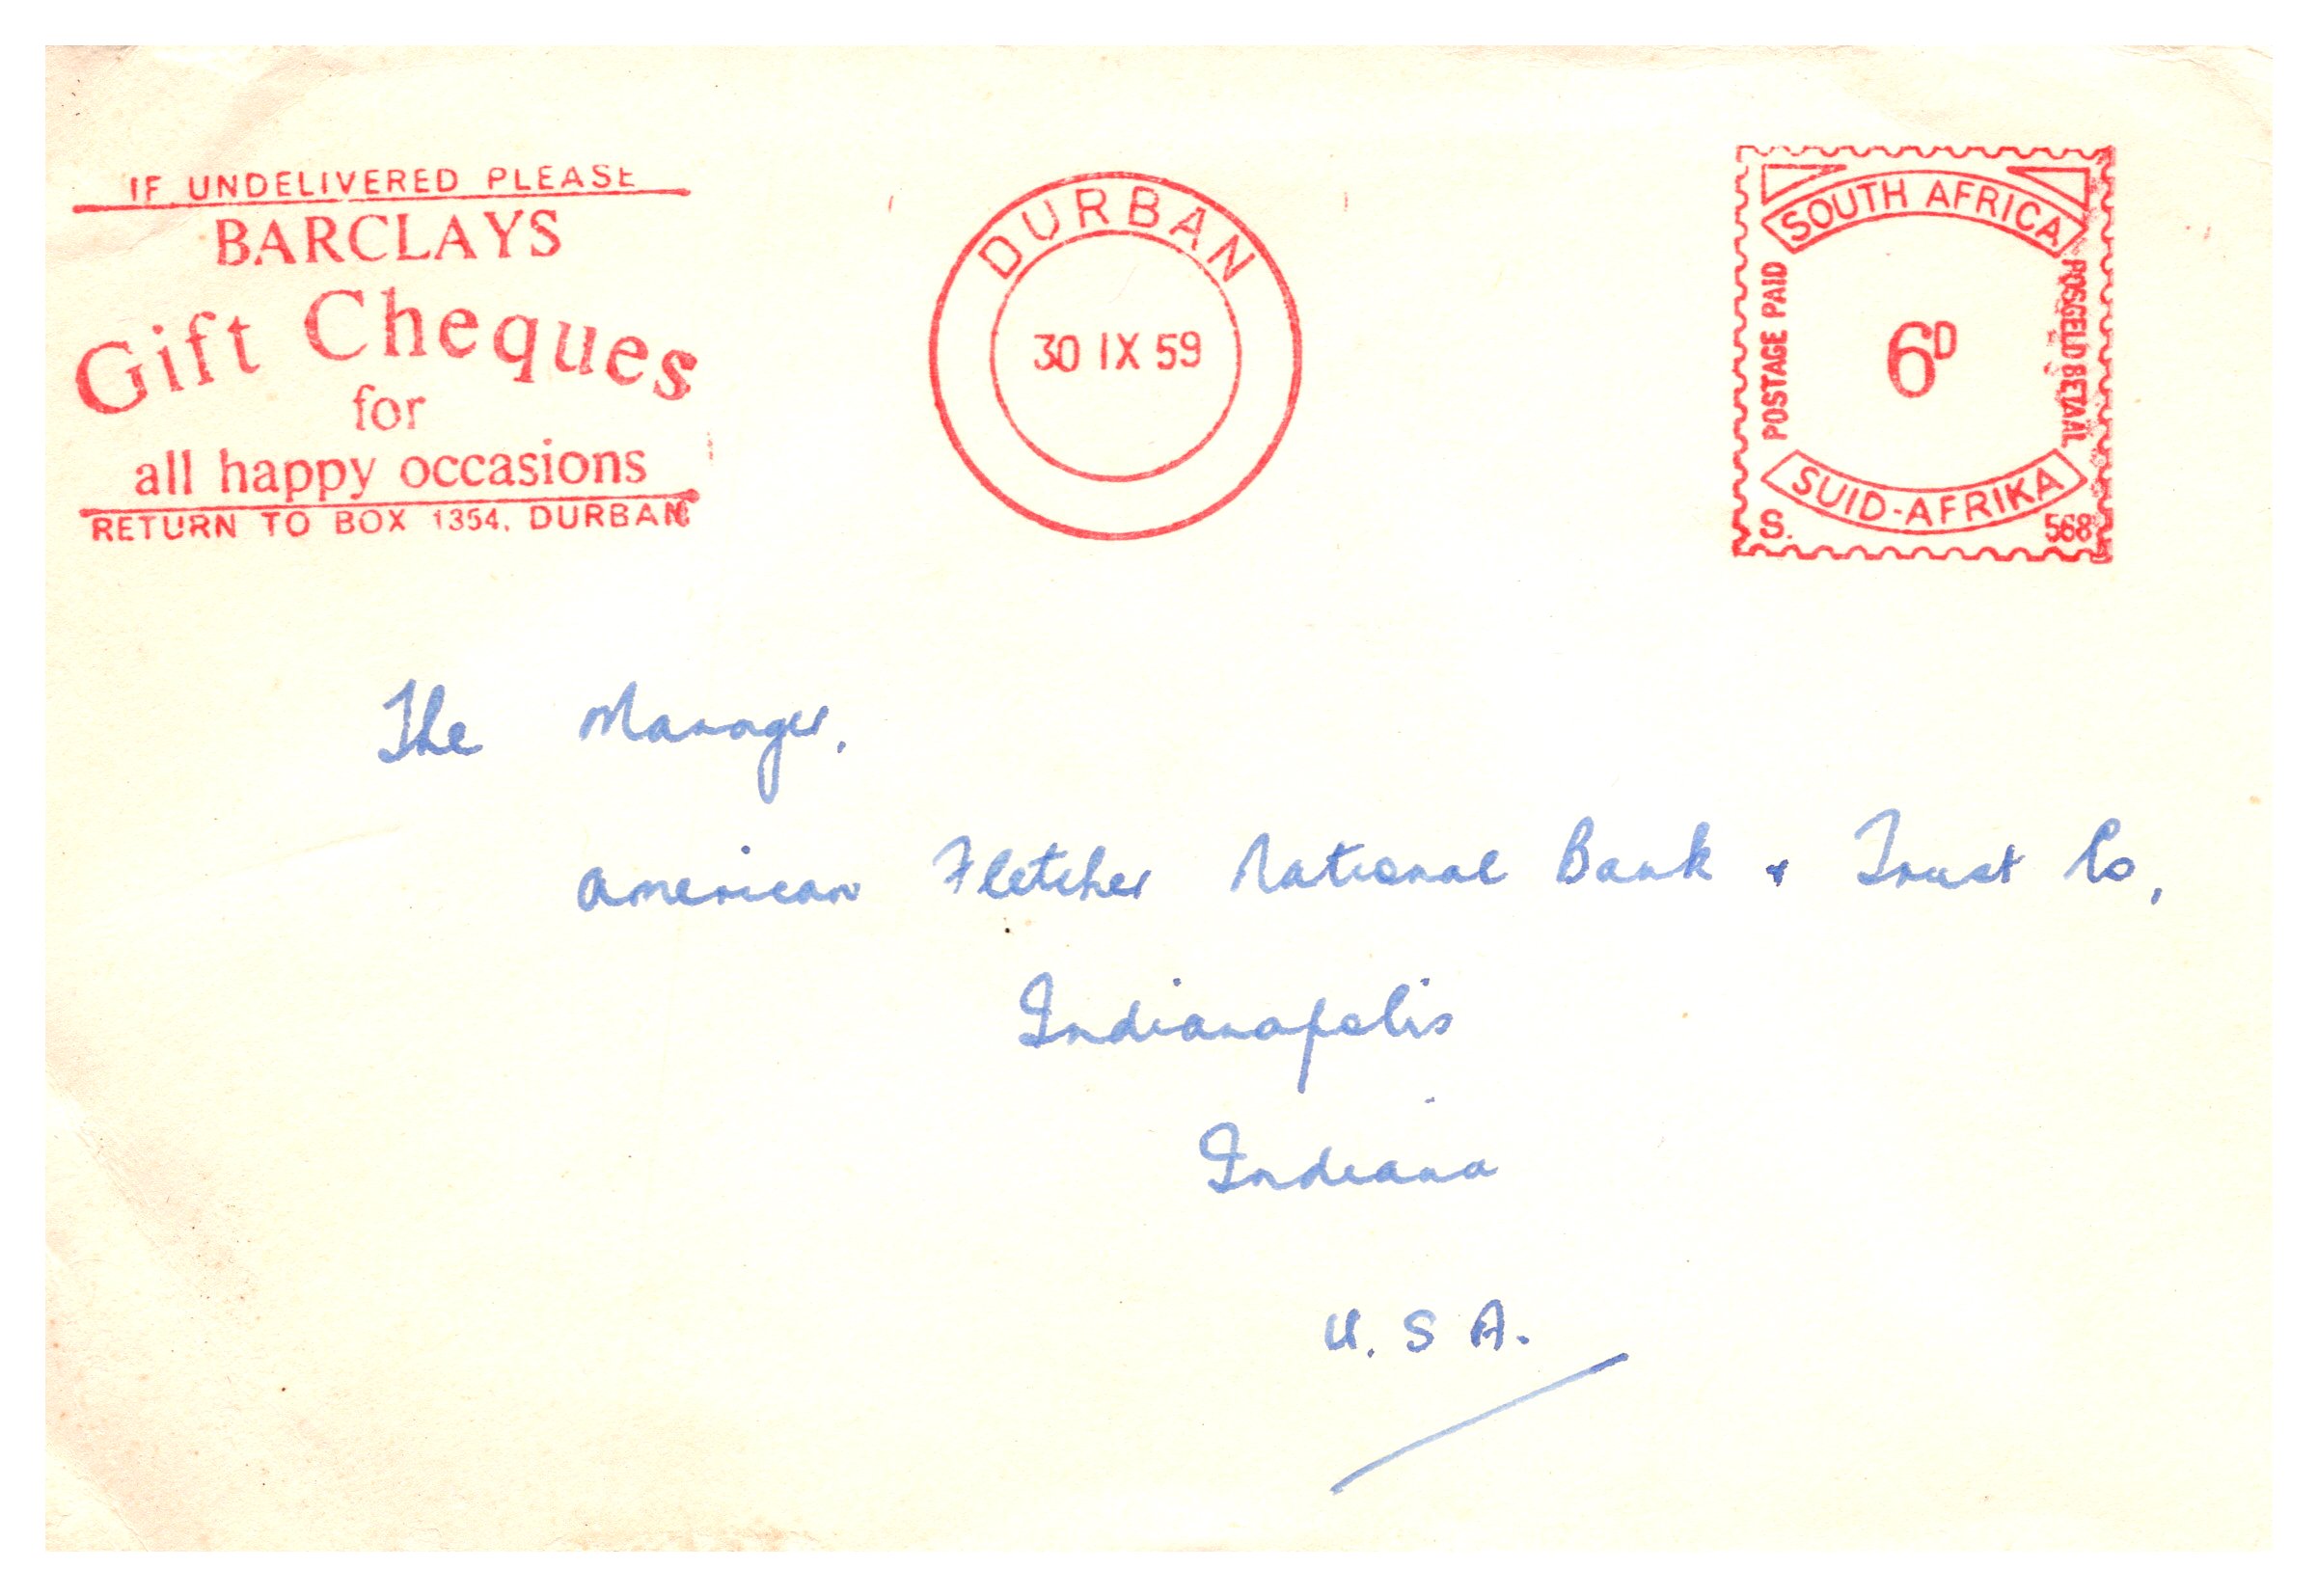 IF UNDELIVERED PLEASE
BARCLAYS
Gift Cheques
for
all happy occasions
RETURN TO BOX 1354, DURBAN
DURBAN
30 IX 59
SOUTH AFRICA
POSTAGE PAID
6D
POSGELD BETAAL
SUID-AFRIKA
S. 568
The Manager,
American Fletcher National Bank & Trust Co,
Indianapolis
Indiana
U.S A.